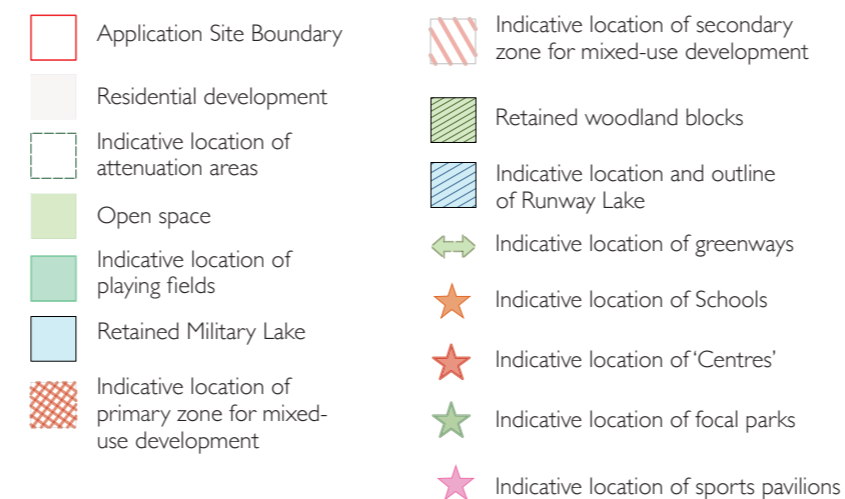 Application Site Boundary
Residential development
Indicative location of
attenuation areas
Open space
Indicative location of
playing fields
Retained Military Lake
Indicative location of
primary zone for mixed-
use development
Indicative location of secondary
zone for mixed-use development
Retained woodland blocks
Indicative location and outline
of Runway Lake
Indicative location of greenways
Indicative location of Schools
Indicative location of ‘Centres’
Indicative location of focal parks
Indicative location of sports pavilions